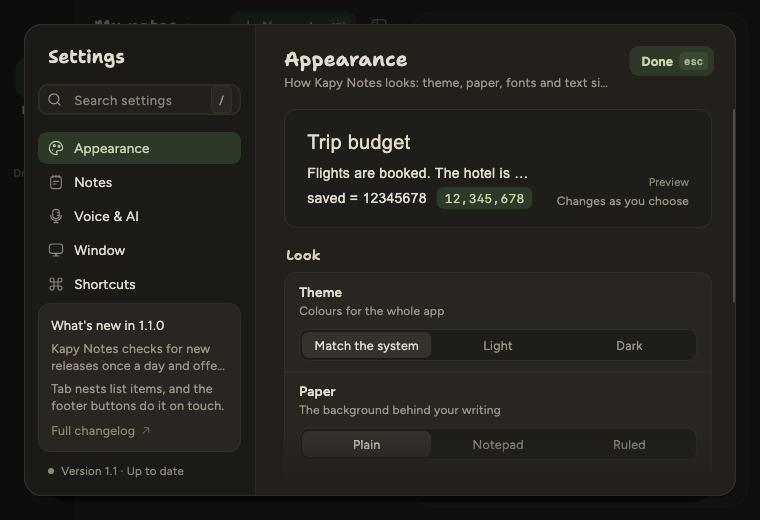 My notes
Settings
Search settings
/
Appearance
Notes
Voice & AI
Window
Shortcuts
What's new in 1.1.0
Kapy Notes checks for new
releases once a day and offe...
Tab nests list items, and the
footer buttons do it on touch.
Full changelog ↗
Version 1.1 · Up to date
Appearance
How Kapy Notes looks: theme, paper, fonts and text si...
Done esc
Trip budget
Flights are booked. The hotel is ...
saved = 12345678 12,345,678
Preview
Changes as you choose
Look
Theme
Colours for the whole app
Match the system Light Dark
Paper
The background behind your writing
Plain Notepad Ruled